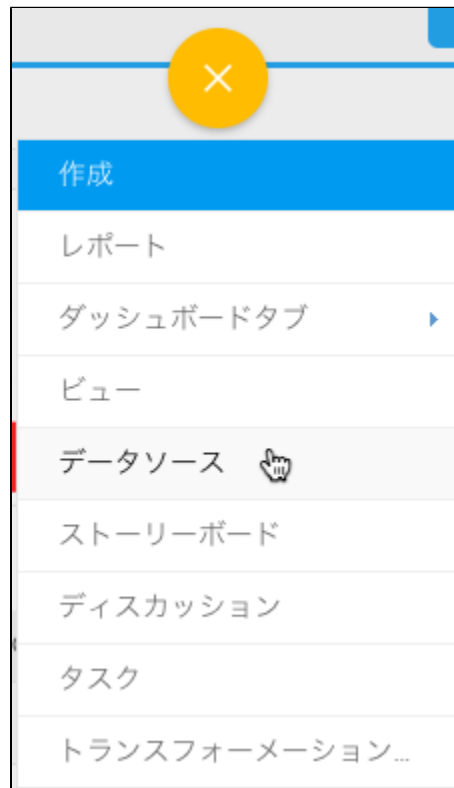 作成
レポート
ダッシュボードタブ
ビュー
データソース
ストーリーボード
ディスカッション
タスク
トランスフォーメーション...